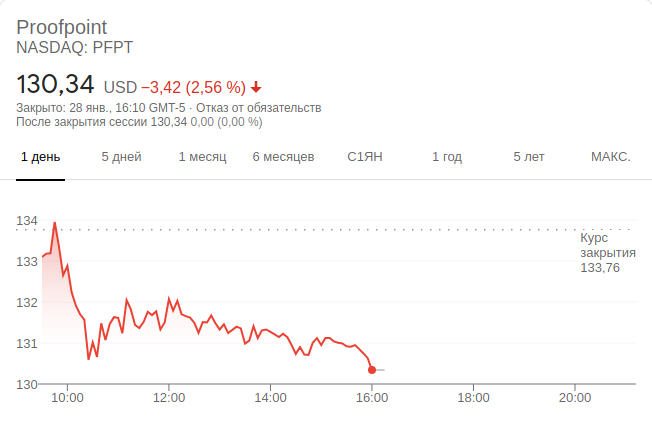 Proofpoint
NASDAQ: PFPT
130,34 USD −3,42 (2,56 %)
Закрыто: 28 янв., 16:10 GMT-5 · Отказ от обязательств
После закрытия сессии 130,34 0,00 (0,00 %)
1 день 5 дней 1 месяц 6 месяцев С1ЯН 1 год 5 лет МАКС.
134
Курс
закрытия
133,76
133
132
131
130
10:00 12:00 14:00 16:00 18:00 20:00